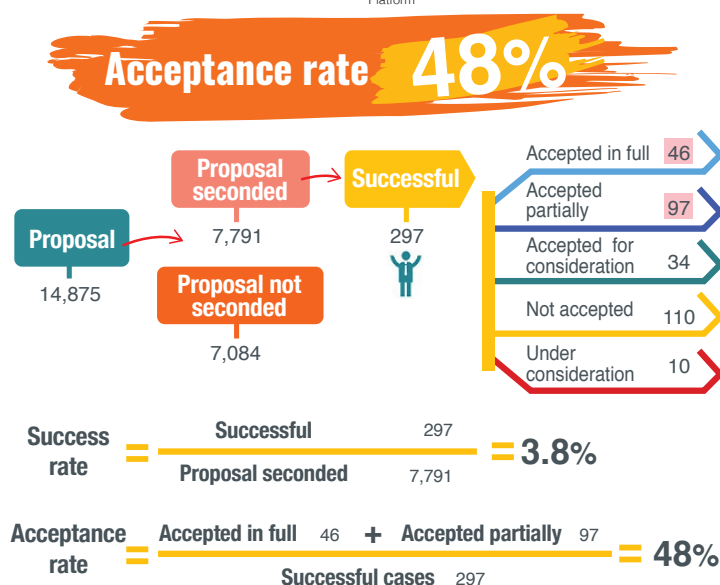 Platform
Acceptance rate 48%
Proposal
14,875
Proposal
seconded
7,791
Proposal not
seconded
7,084
Successful
297
Accepted in full 46
Accepted
partially 97
Accepted for
consideration 34
Not accepted 110
Under
consideration 10
Success
rate
=
Successful 297
Proposal seconded 7,791
= 3.8%
Acceptance
rate
=
Accepted in full 46 + Accepted partially 97
Successful cases 297
= 48%